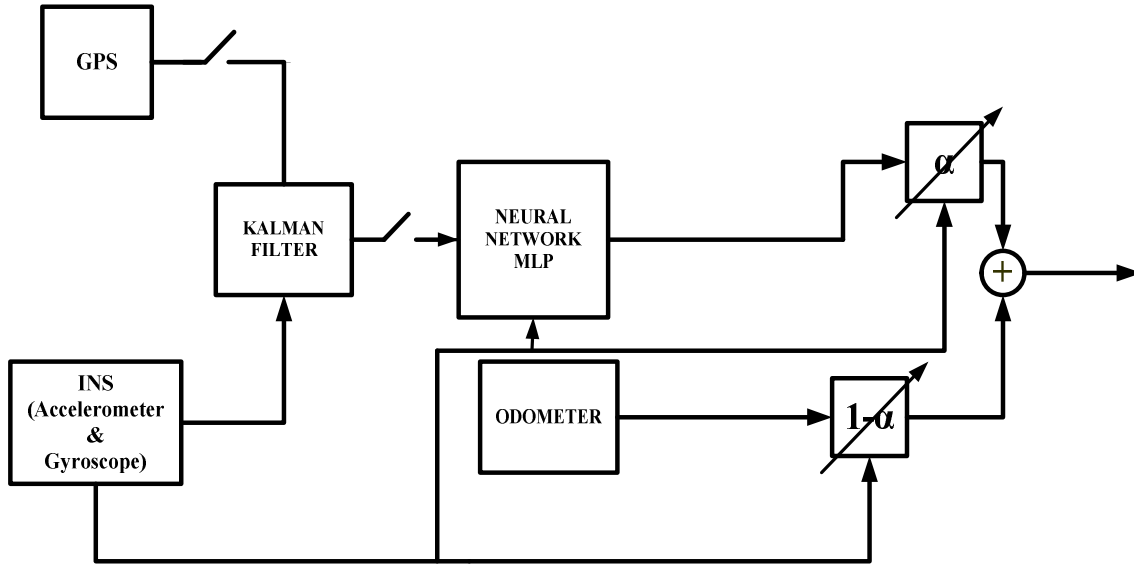 GPS
KALMAN
FILTER
NEURAL
NETWORK
MLP
α
+
INS
(Accelerometer
&
Gyroscope)
ODOMETER
1-α